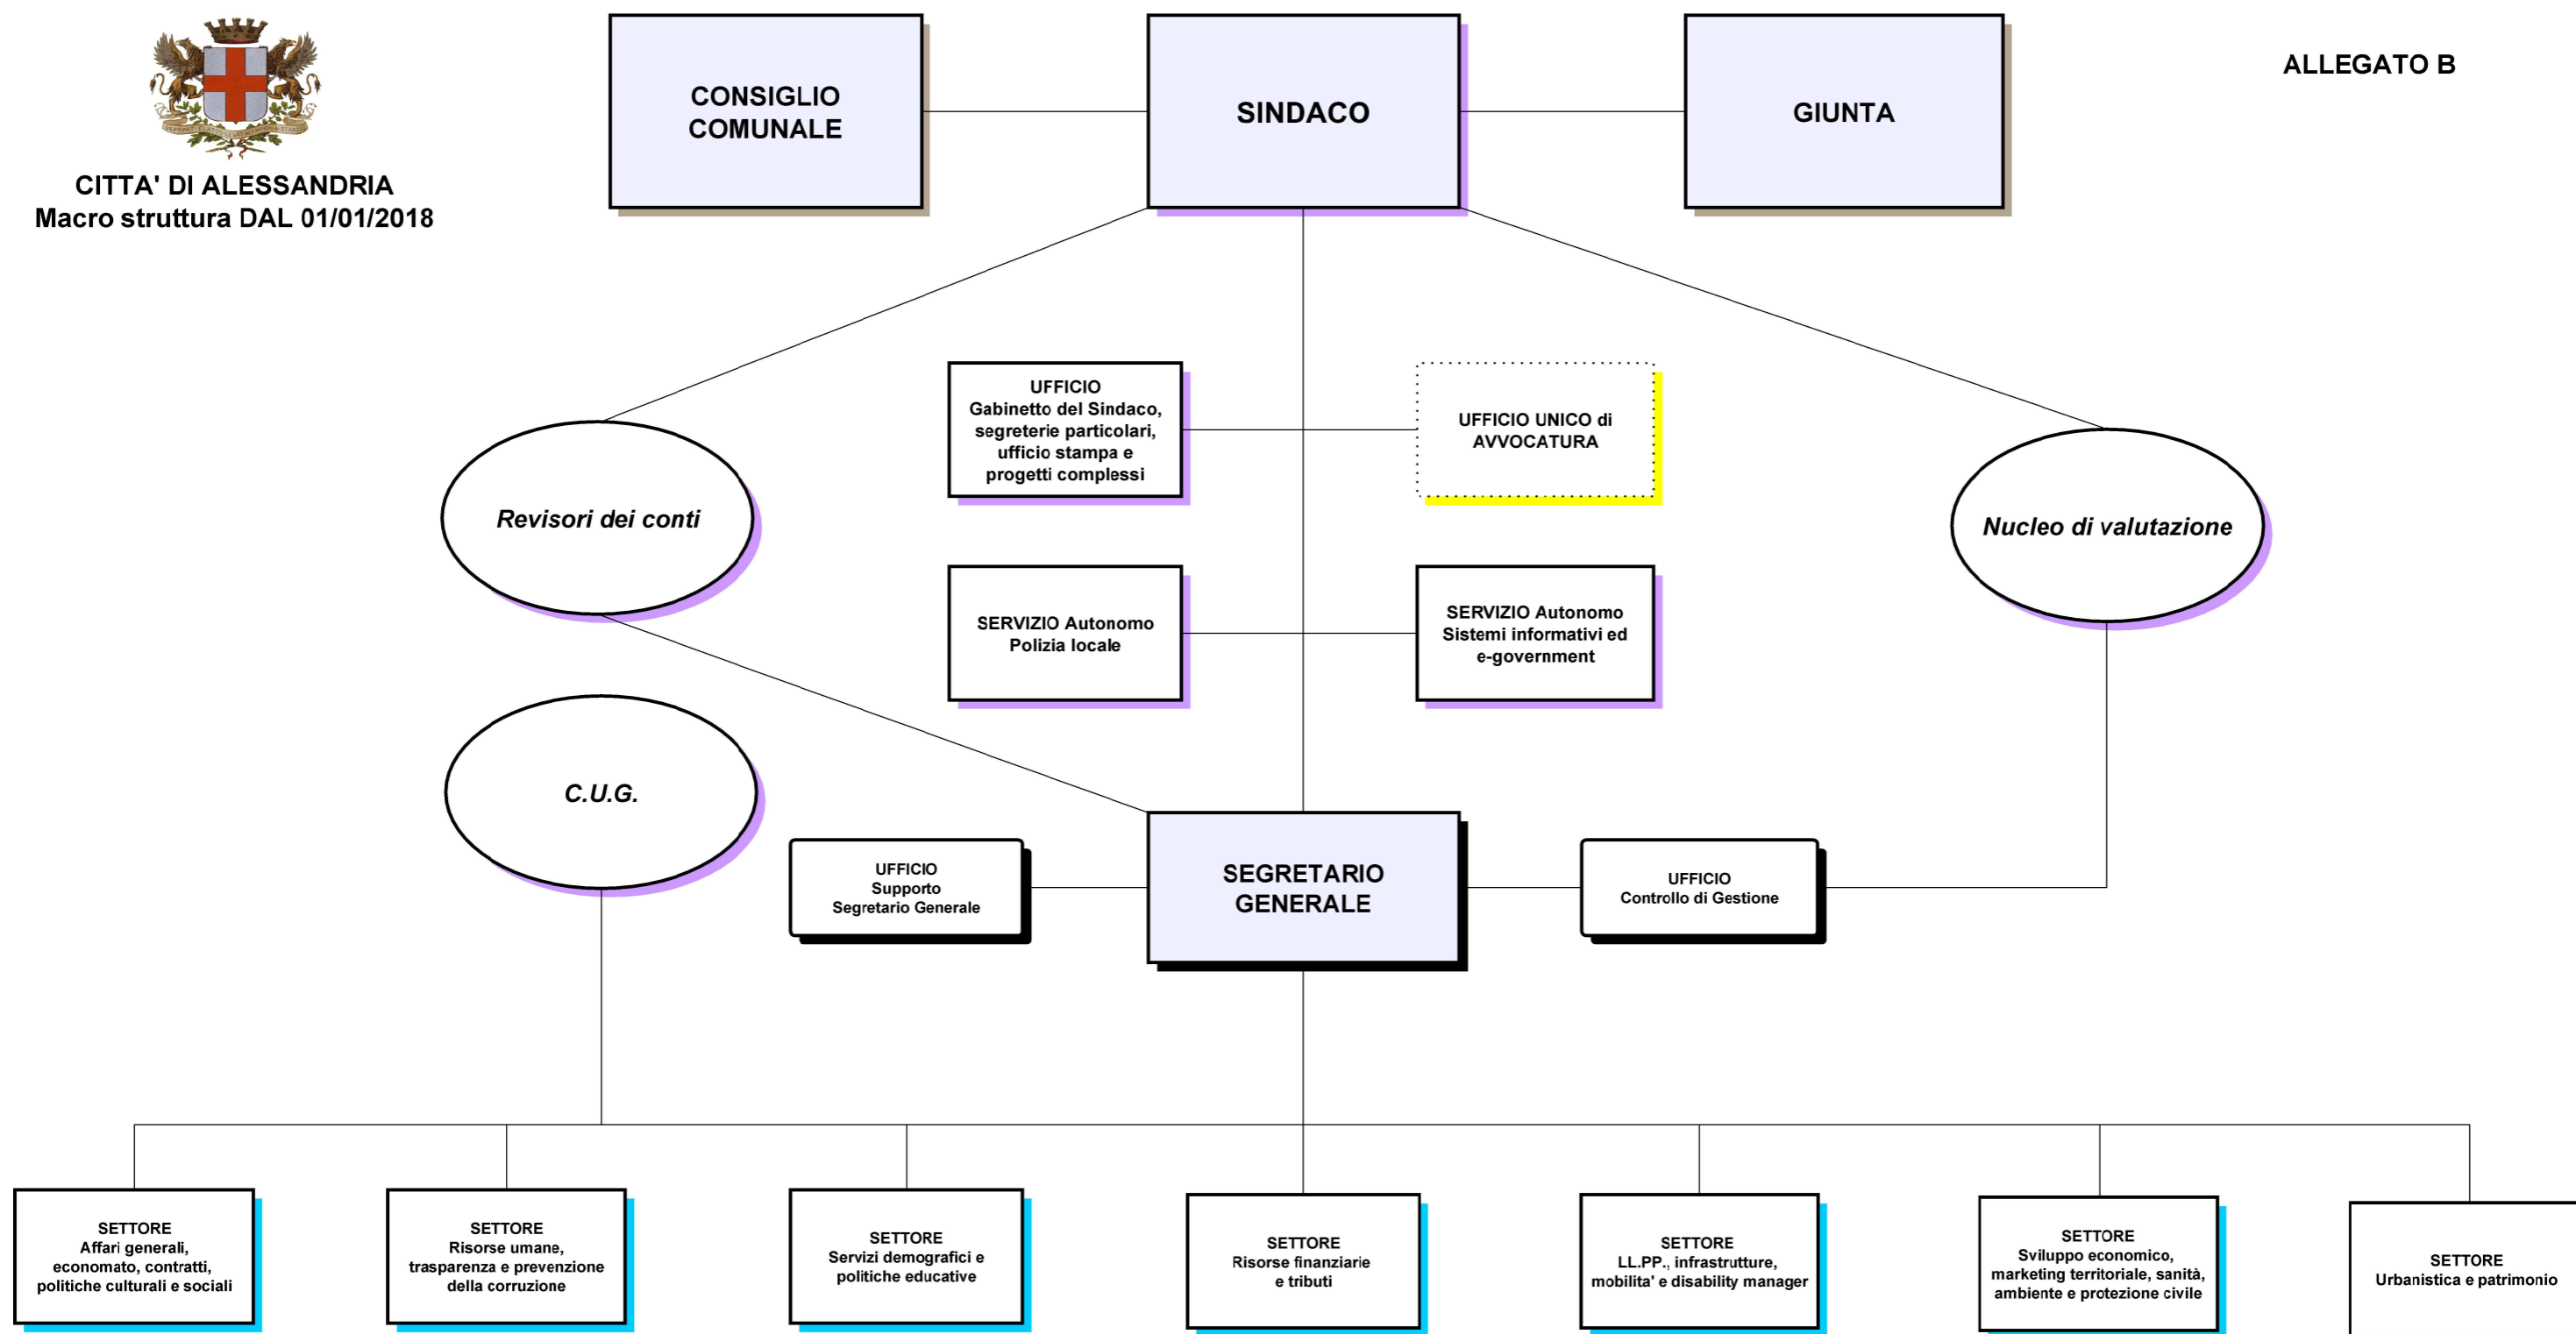 CONSIGLIO
COMUNALE
SINDACO
GIUNTA
ALLEGATO B
CITTA' DI ALESSANDRIA
Macro struttura DAL 01/01/2018
UFFICIO
Gabinetto del Sindaco,
segreterie particolari,
ufficio stampa e
progetti complessi
UFFICIO UNICO di
AVVOCATURA
Revisori dei conti
Nucleo di valutazione
SERVIZIO Autonomo
Polizia locale
SERVIZIO Autonomo
Sistemi informativi ed
e-government
C.U.G.
UFFICIO
Supporto
Segretario Generale
SEGRETARIO
GENERALE
UFFICIO
Controllo di Gestione
SETTORE
Affari generali,
economato, contratti,
politiche culturali e sociali
SETTORE
Risorse umane,
trasparenza e prevenzione
della corruzione
SETTORE
Servizi demografici e
politiche educative
SETTORE
Risorse finanziarie
e tributi
SETTORE
LL.PP., infrastrutture,
mobilita' e disability manager
SETTORE
Sviluppo economico,
marketing territoriale, sanità,
ambiente e protezione civile
SETTORE
Urbanistica e patrimonio